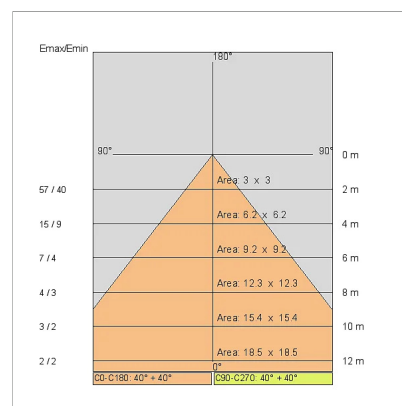 Emax/Emin
180°
90° 90° 0 m
Area: 3 x 3
57 / 40 2 m
Area: 6.2 x 6.2
15 / 9 4 m
Area: 9.2 x 9.2
7 / 4 6 m
Area: 12.3 x 12.3
4 / 3 8 m
Area: 15.4 x 15.4
3 / 2 10 m
Area: 18.5 x 18.5
2 / 2 12 m
0°
C0-C180: 40° + 40° C90-C270: 40° + 40°